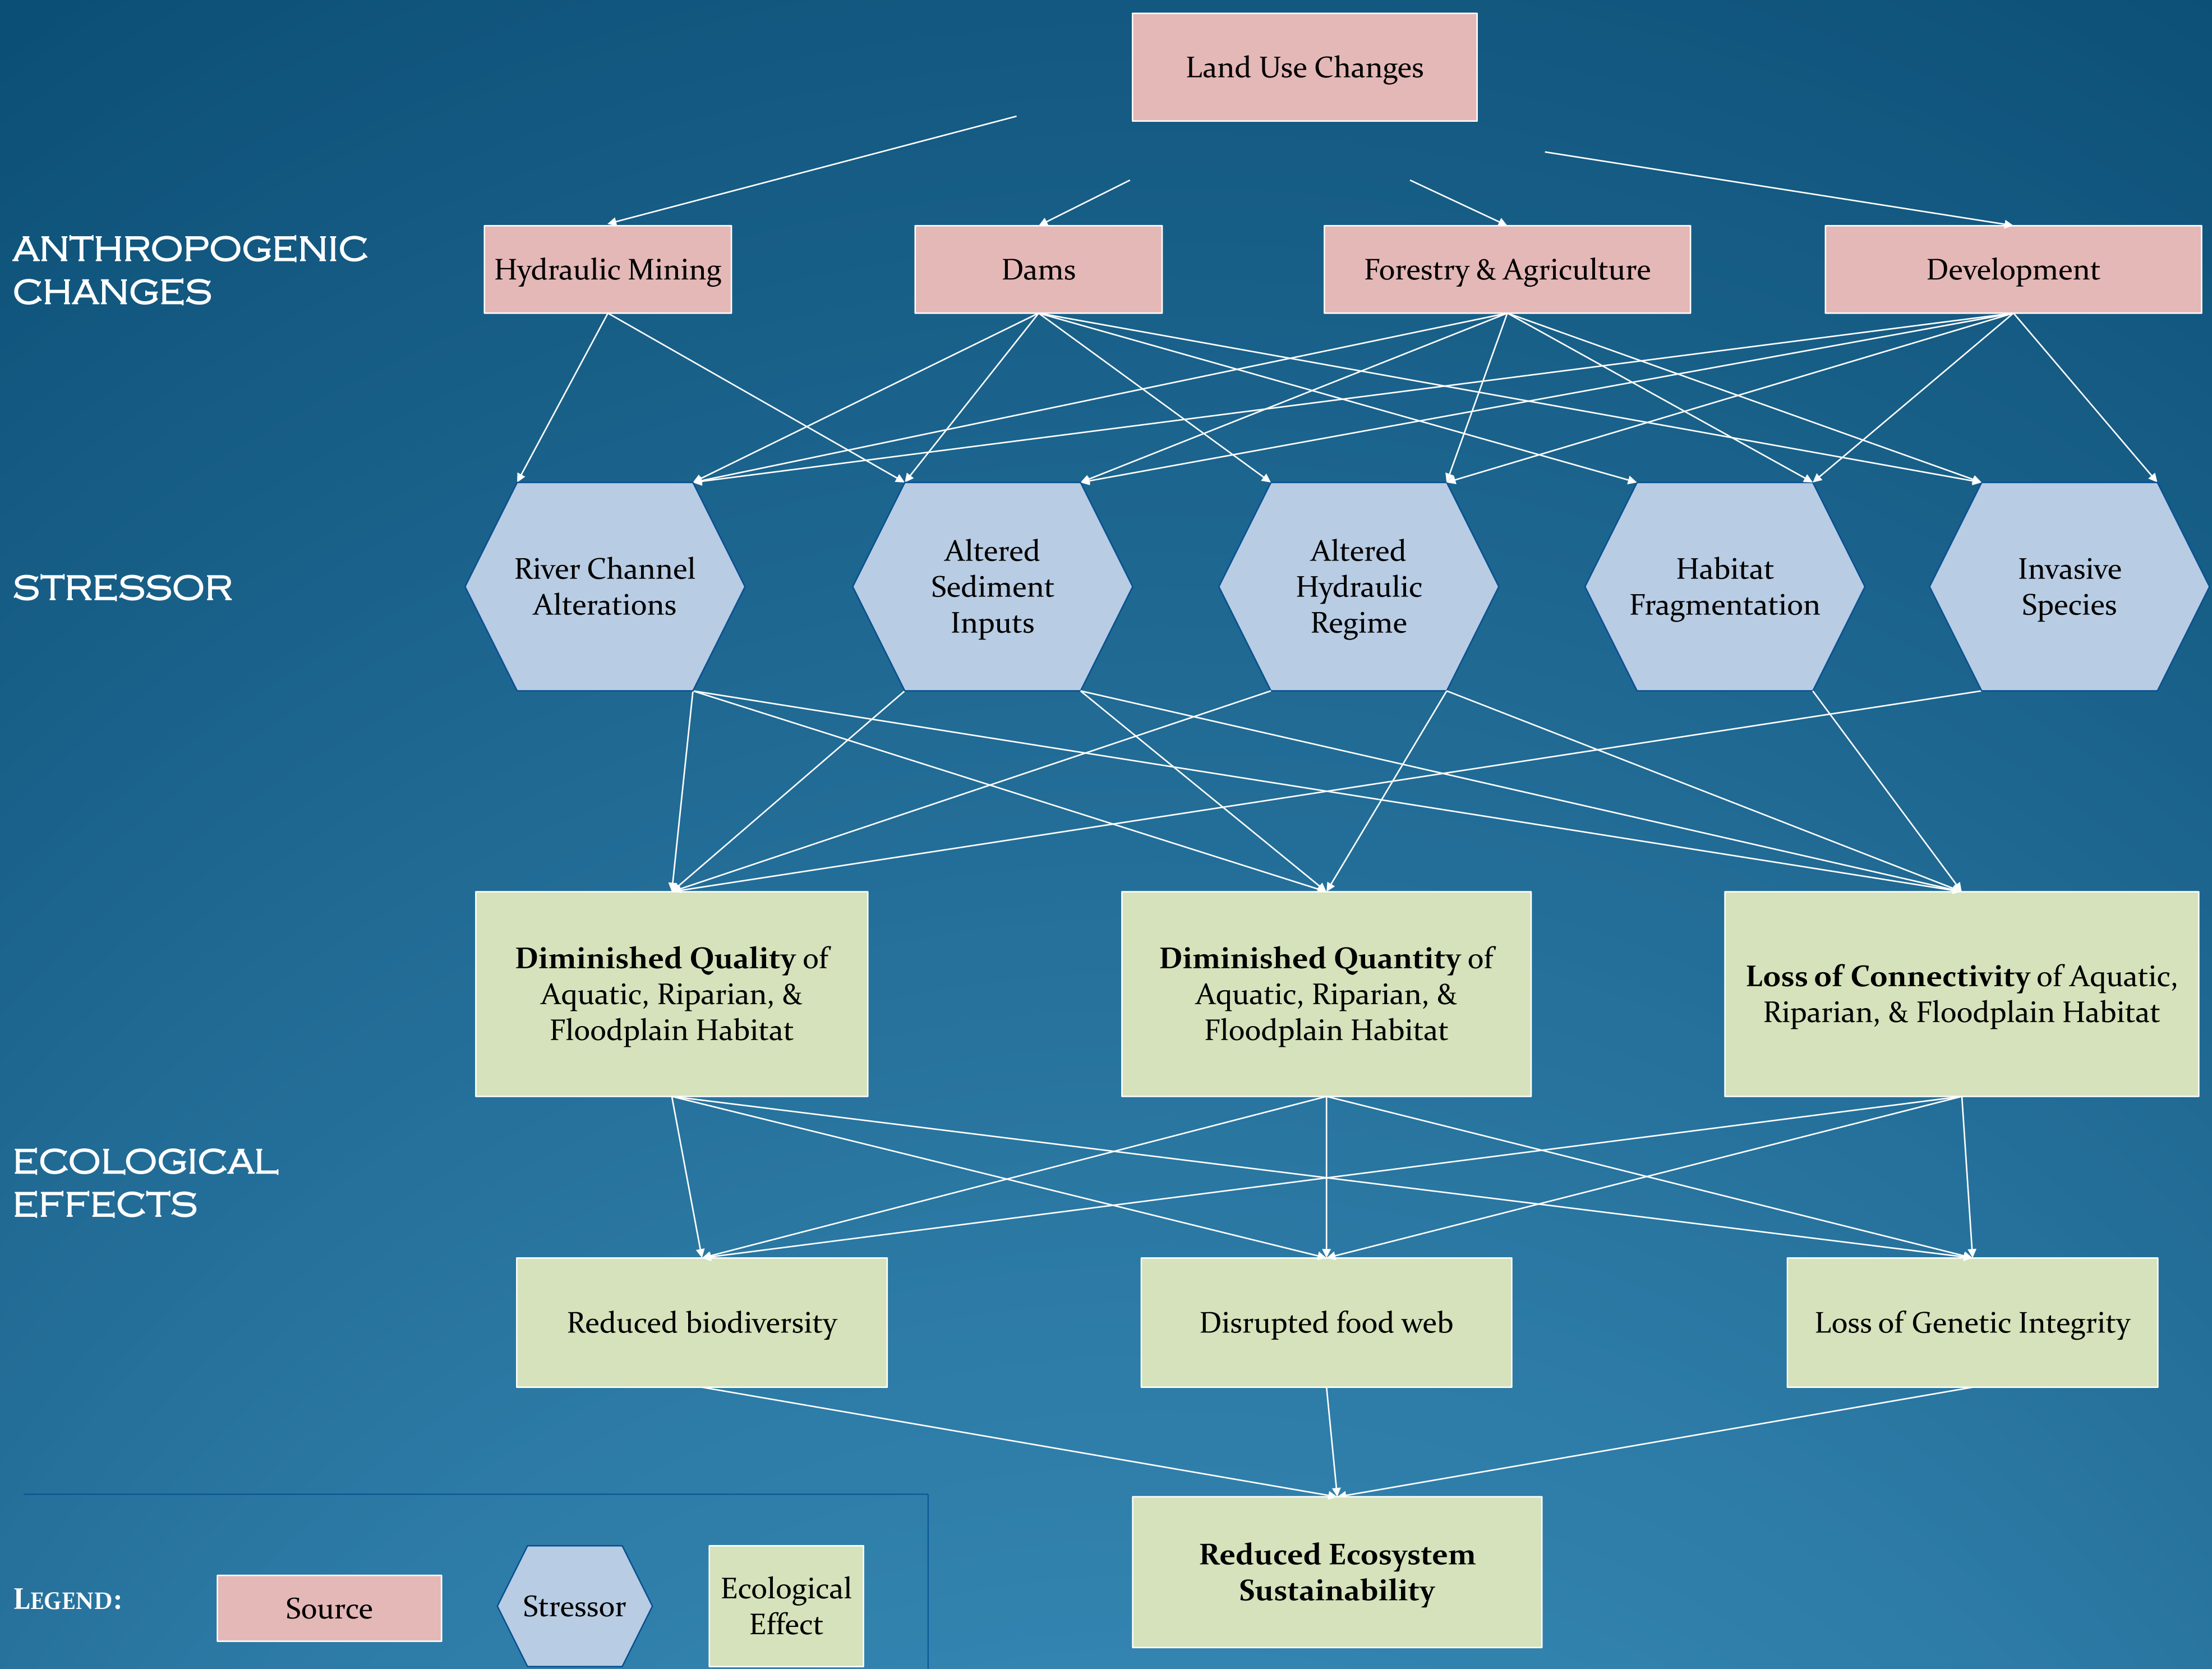 Land Use Changes
ANTHROPOGENIC
CHANGES
Hydraulic Mining
Dams
Forestry & Agriculture
Development
STRESSOR
River Channel
Alterations
Altered
Sediment
Inputs
Altered
Hydraulic
Regime
Habitat
Fragmentation
Invasive
Species
Diminished Quality of
Aquatic, Riparian, &
Floodplain Habitat
Diminished Quantity of
Aquatic, Riparian, &
Floodplain Habitat
Loss of Connectivity of Aquatic,
Riparian, & Floodplain Habitat
ECOLOGICAL
EFFECTS
Reduced biodiversity
Disrupted food web
Loss of Genetic Integrity
Reduced Ecosystem
Sustainability
LEGEND:
Source
Stressor
Ecological
Effect